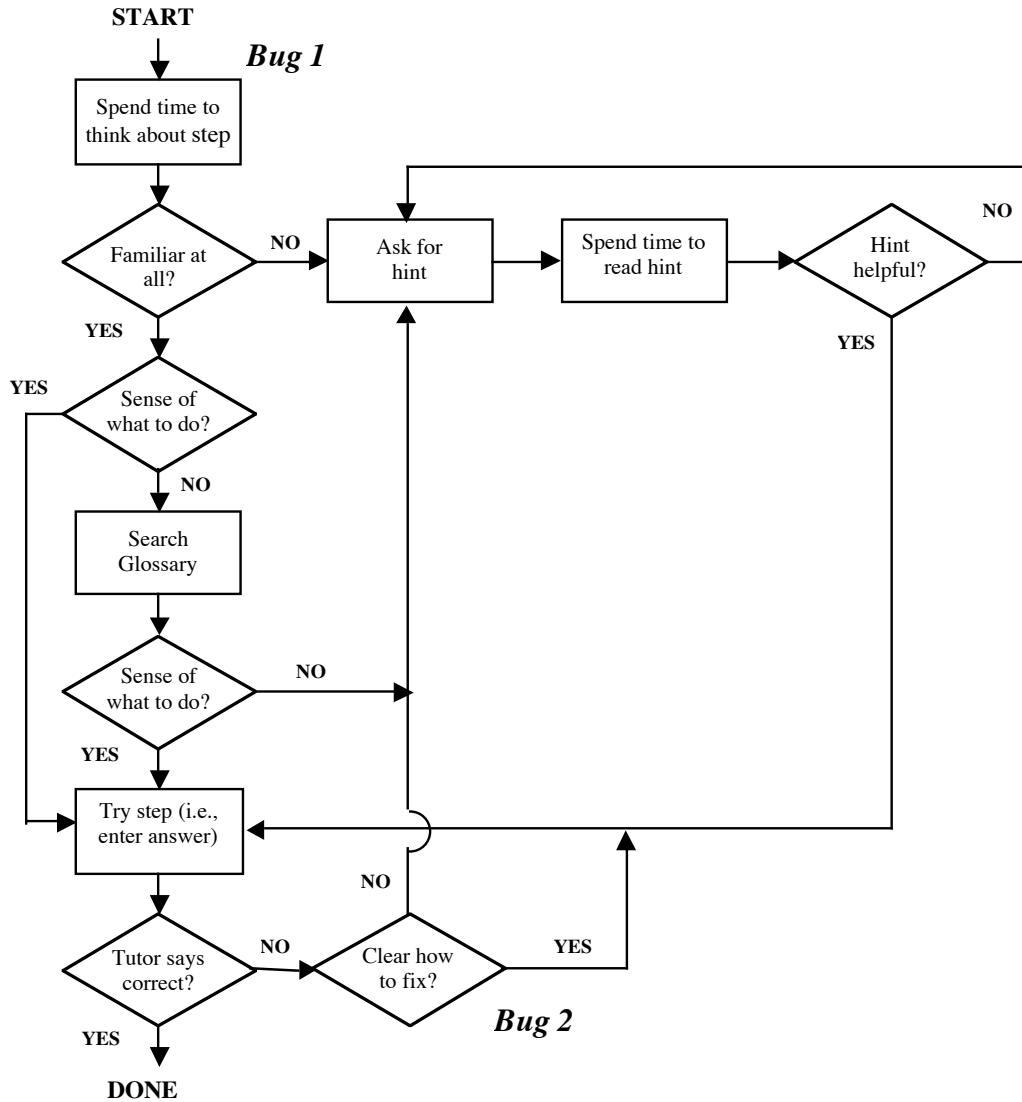 START
Bug 1
Spend time to
think about step
Familiar at
all?
NO
Ask for
hint
Spend time to
read hint
Hint
helpful?
NO
YES
YES
YES
Sense of
what to do?
NO
Search
Glossary
Sense of
what to do?
NO
YES
Try step (i.e.,
enter answer)
NO
Tutor says
correct?
NO
Clear how
to fix?
YES
Bug 2
YES
DONE